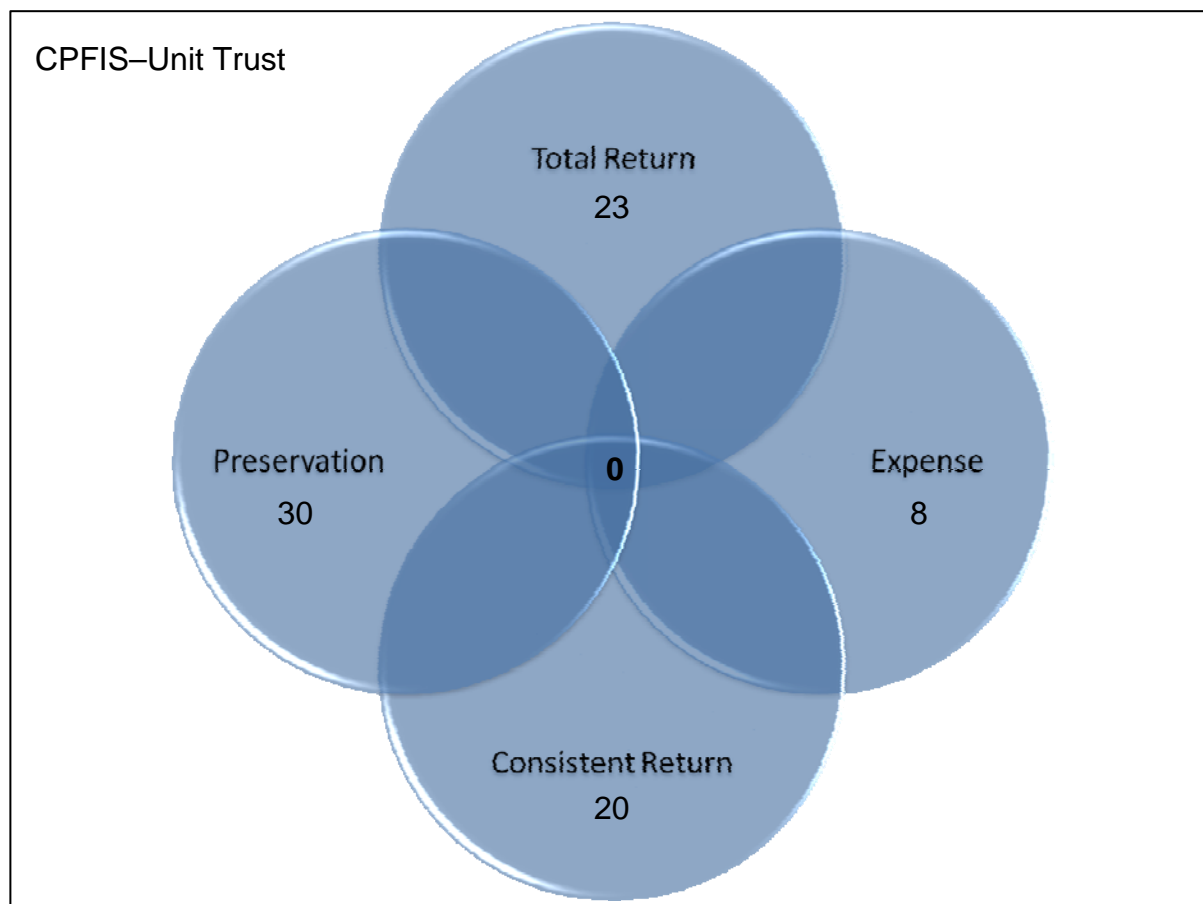 CPFIS–Unit Trust
Total Return
23
Preservation
30
0
Expense
8
Consistent Return
20